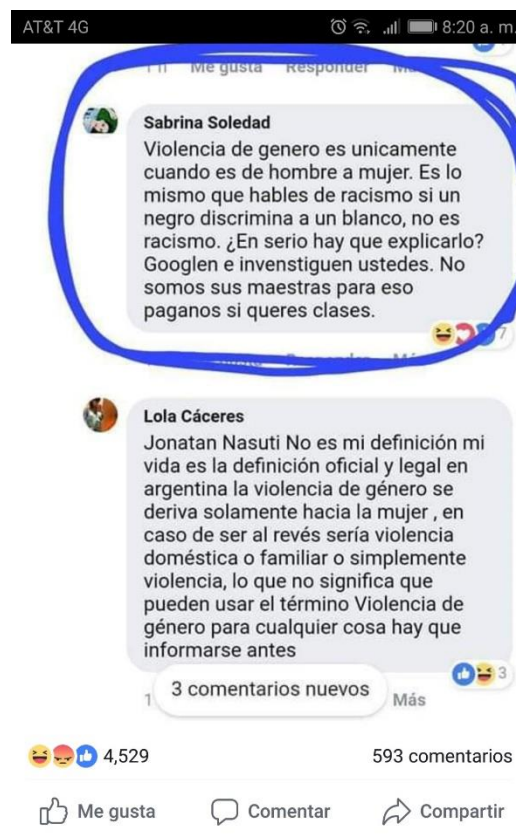 AT&T 4G 8:20 a. m.
Me gusta Responder
Sabrina Soledad
Violencia de genero es unicamente
cuando es de hombre a mujer. Es lo
mismo que hables de racismo si un
negro discrimina a un blanco, no es
racismo. ¿En serio hay que explicarlo?
Googlen e invenstiguen ustedes. No
somos sus maestras para eso
paganos si queres clases.
7
Lola Cáceres
Jonatan Nasuti No es mi definición mi
vida es la definición oficial y legal en
argentina la violencia de género se
deriva solamente hacia la mujer , en
caso de ser al revés sería violencia
doméstica o familiar o simplemente
violencia, lo que no significa que
pueden usar el término Violencia de
género para cualquier cosa hay que
informarse antes
3
1 3 comentarios nuevos Más
4,529 593 comentarios
Me gusta Comentar Compartir